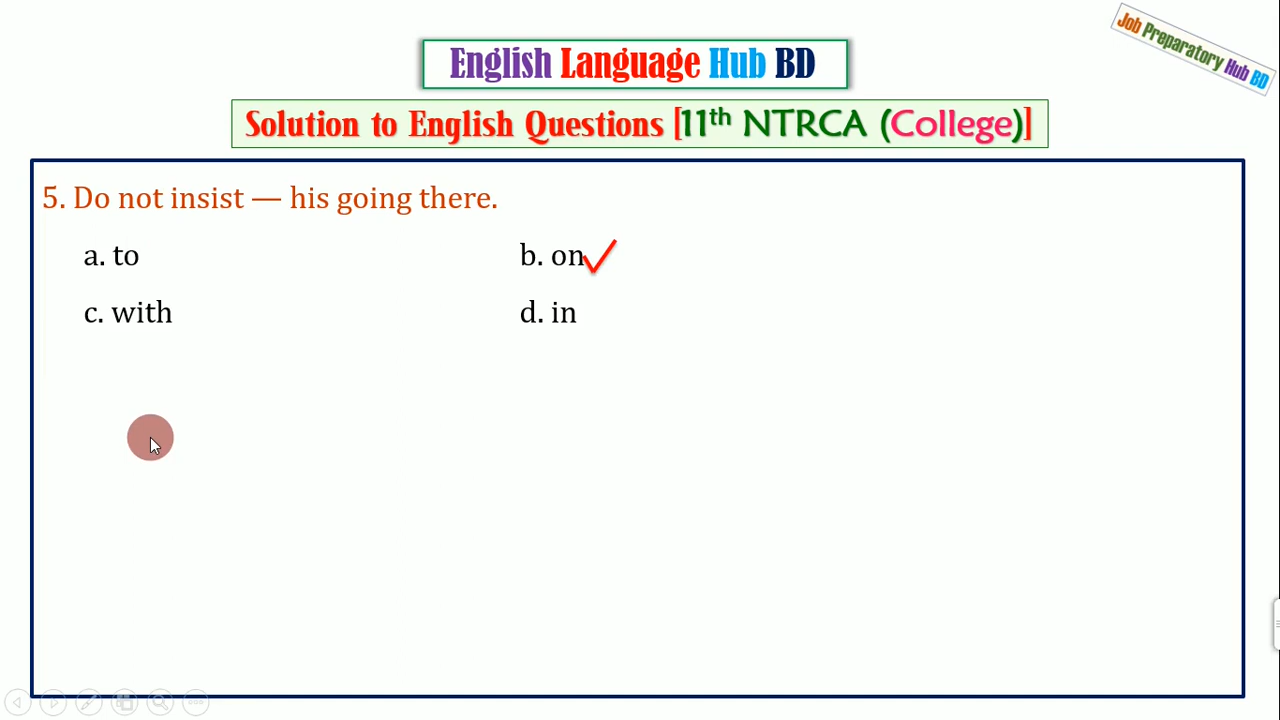 Job Preparatory Hub BD
English Language Hub BD
Solution to English Questions [11th NTRCA (College)]
5. Do not insist — his going there.
a. to
b. on
c. with
d. in